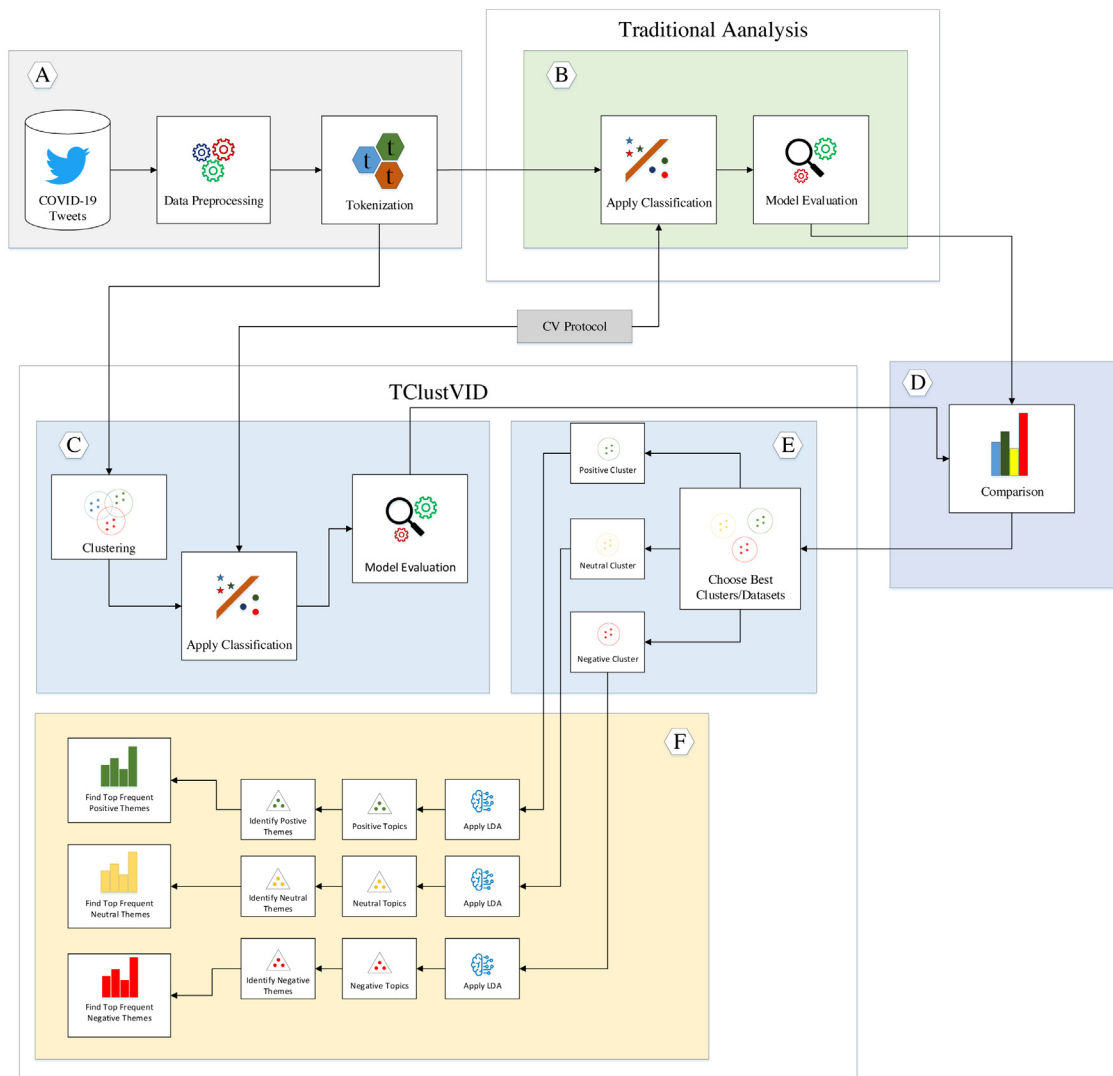 Traditional Aanalysis
A
B
COVID-19
Tweets
Data Preprocessing
t
t
t
Tokenization
Apply Classification
Model Evaluation
CV Protocol
TClustVID
D
C
E
Positive Cluster
Comparison
Clustering
Model Evaluation
Neutral Cluster
Choose Best
Clusters/Datasets
Apply Classification
Negative Cluster
F
Find Top Frequent
Positive Themes
Identify Postive
Themes
Positive Topics
Apply LDA
Find Top Frequent
Neutral Themes
Identify Neutral
Themes
Neutral Topics
Apply LDA
Find Top Frequent
Negative Themes
Identify Negative
Themes
Negative Topics
Apply LDA